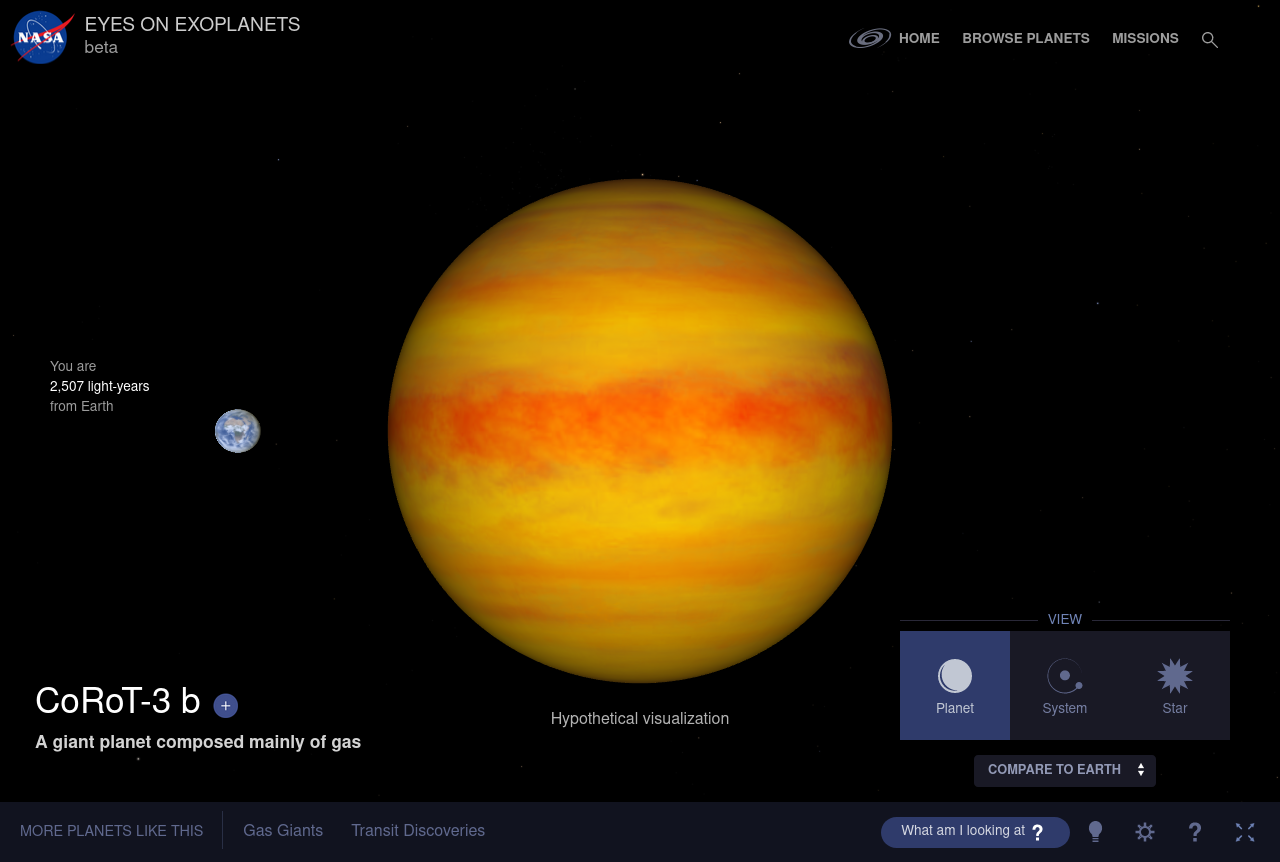 NASA
EYES ON EXOPLANETS
beta
HOME
BROWSE PLANETS
MISSIONS
You are
2,507 light-years
from Earth
VIEW
Planet
System
Star
CoRoT-3 b +
A giant planet composed mainly of gas
Hypothetical visualization
COMPARE TO EARTH
MORE PLANETS LIKE THIS
Gas Giants
Transit Discoveries
What am I looking at ?
?